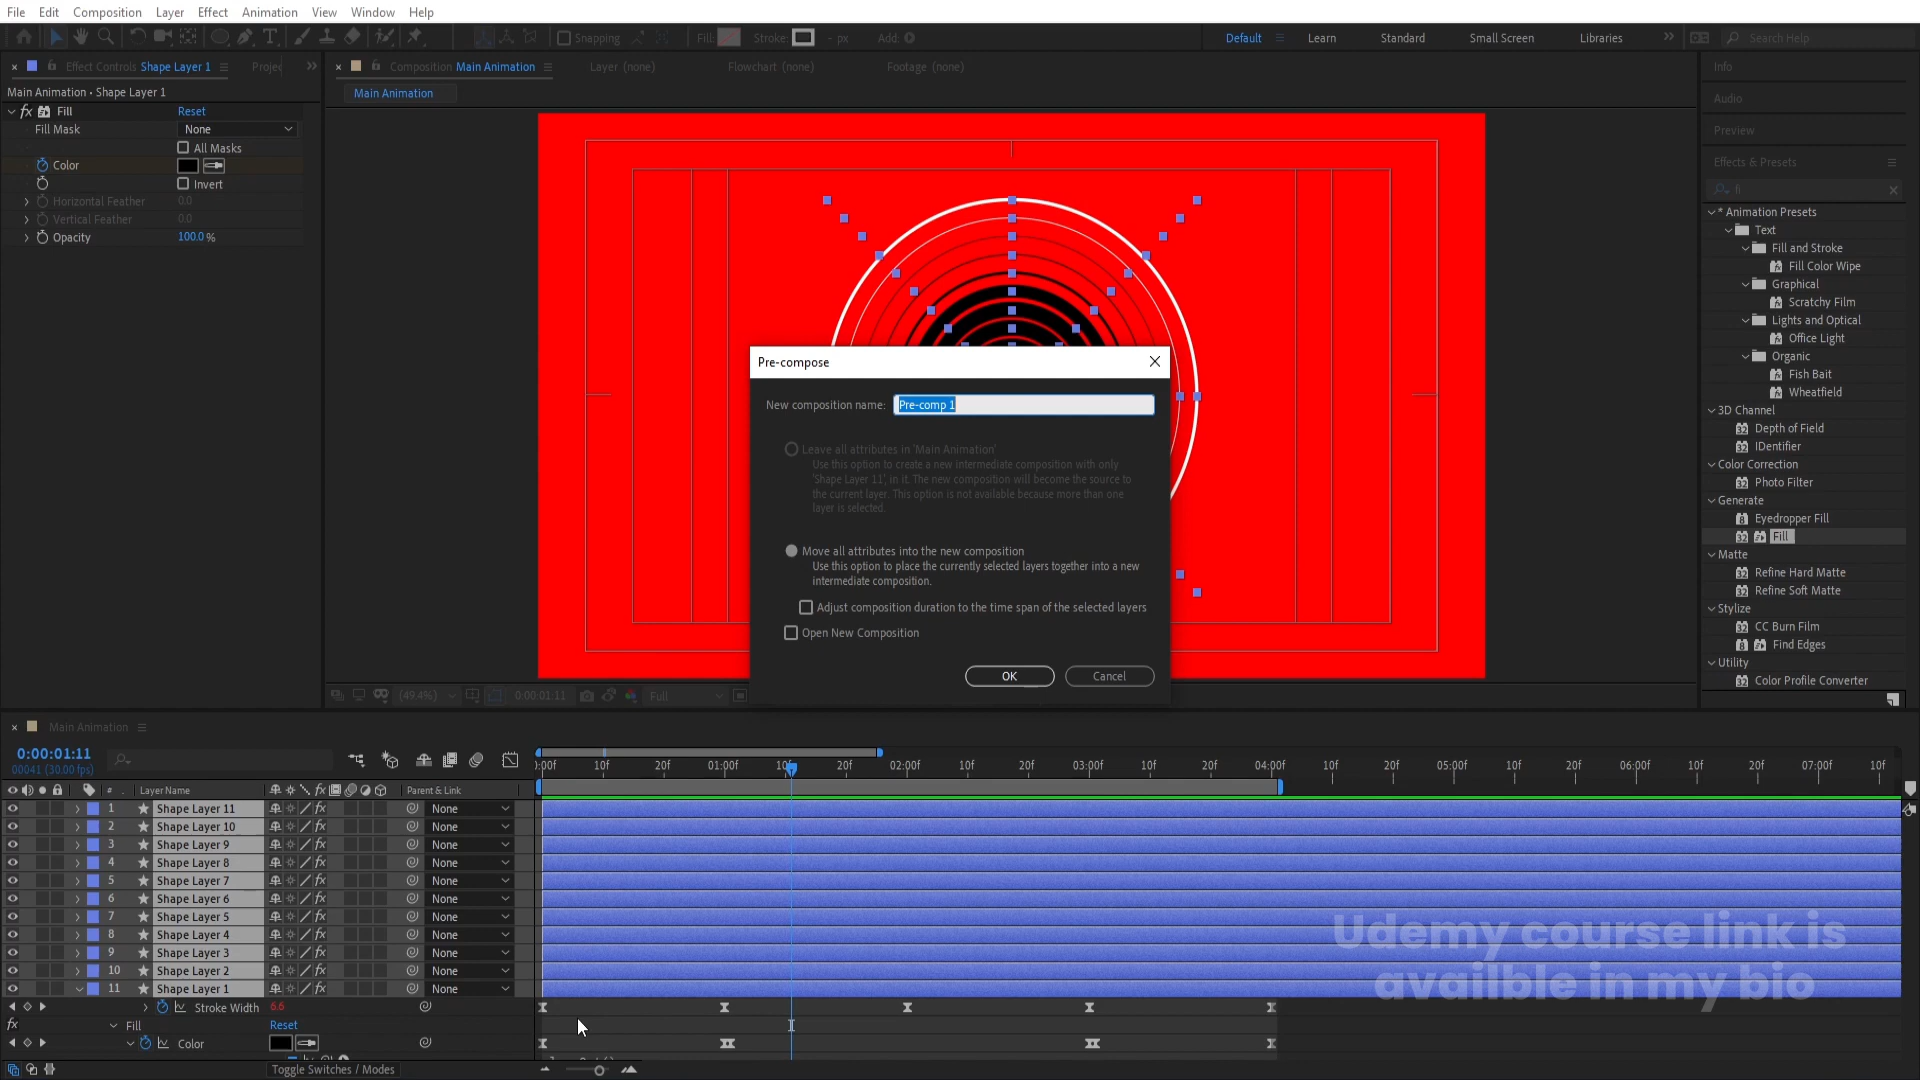 File Edit Composition Layer Effect Animation View Window Help
Snapping Fill: Stroke: - px Add: Default Learn Standard Small Screen Libraries Search Help
Effect Controls Shape Layer 1 Projec
Composition Main Animation Layer (none) Flowchart (none) Footage (none)
Info
Main Animation • Shape Layer 1
Main Animation
Audio
fx Fill Reset
Fill Mask None
All Masks
Color
Invert
Horizontal Feather 0.0
Vertical Feather 0.0
Opacity 100.0 %
Preview
Effects & Presets
fi
* Animation Presets
Text
Fill and Stroke
Fill Color Wipe
Graphical
Scratchy Film
Lights and Optical
Office Light
Organic
Fish Bait
Wheatfield
3D Channel
Depth of Field
IDentifier
Color Correction
Photo Filter
Generate
Eyedropper Fill
Fill
Matte
Refine Hard Matte
Refine Soft Matte
Stylize
CC Burn Film
Find Edges
Utility
Color Profile Converter
Pre-compose
New composition name: Pre-comp 1
Leave all attributes in 'Main Animation'
Use this option to create a new intermediate composition with only
'Shape Layer 11', in it. The new composition will become the source to
the current layer. This option is not available because more than one
layer is selected.
Move all attributes into the new composition
Use this option to place the currently selected layers together into a new
intermediate composition.
Adjust composition duration to the time span of the selected layers
Open New Composition
OK Cancel
(49.4%) 0:00:01:11 Full
Main Animation
0:00:01:11
00041 (30.00 fps)
):00f 10f 20f 01:00f 10f 20f 02:00f 10f 20f 03:00f 10f 20f 04:00f 10f 20f 05:00f 10f 20f 06:00f 10f 20f 07:00f 10f
# Layer Name fx Parent & Link
1 Shape Layer 11 fx None
2 Shape Layer 10 fx None
3 Shape Layer 9 fx None
4 Shape Layer 8 fx None
5 Shape Layer 7 fx None
6 Shape Layer 6 fx None
7 Shape Layer 5 fx None
8 Shape Layer 4 fx None
9 Shape Layer 3 fx None
10 Shape Layer 2 fx None
11 Shape Layer 1 fx None
Stroke Width 6.6
fx Fill Reset
Color
Toggle Switches / Modes
Udemy course link is
availble in my bio